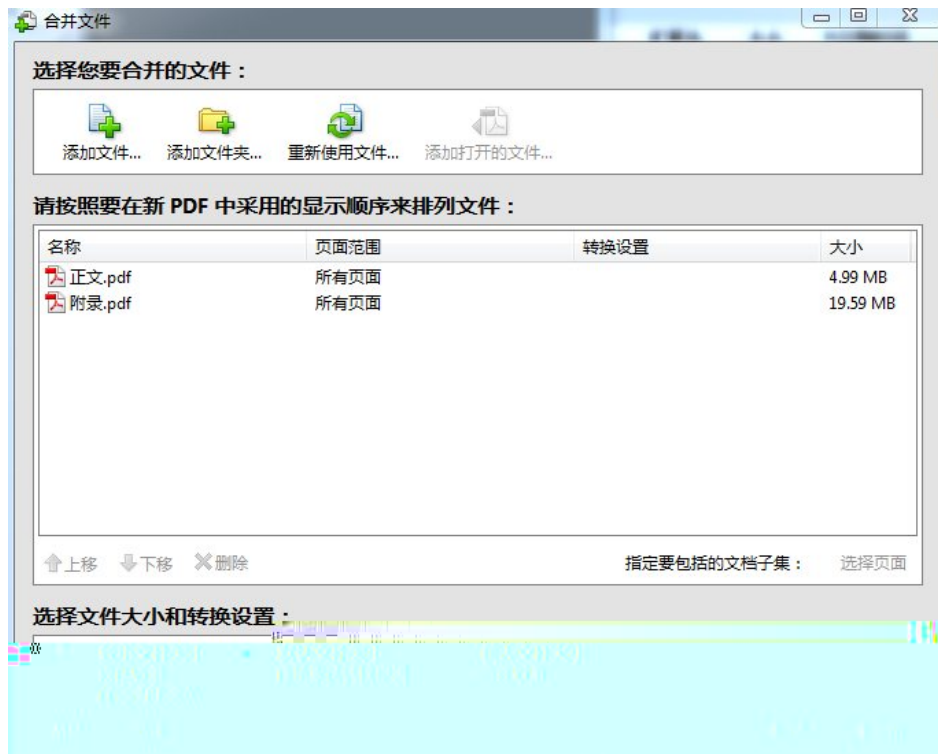 合并文件
选择您要合并的文件：
添加文件... 添加文件夹... 重新使用文件... 添加打开的文件...
请按照要在新 PDF 中采用的显示顺序来排列文件：
名称 页面范围 转换设置 大小
正文.pdf 所有页面 4.99 MB
附录.pdf 所有页面 19.59 MB
上移 下移 删除 指定要包括的文档子集： 选择页面
选择文件大小和转换设置：